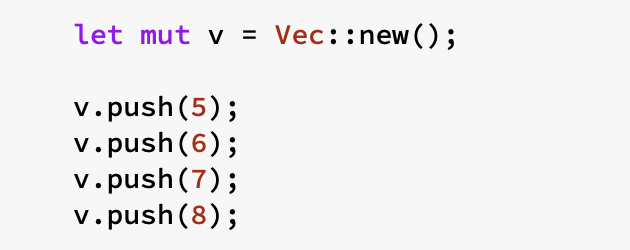 let mut v = Vec::new();
v.push(5);
v.push(6);
v.push(7);
v.push(8);